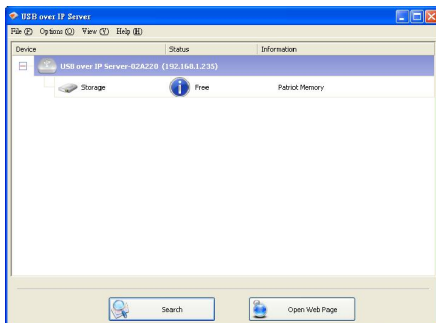 USB over IP Server
File (F) Options (O) View (V) Help (H)
Device Status Information
USB over IP Server-02A220 (192.168.1.235)
Storage Free Patriot Memory
Search Open Web Page